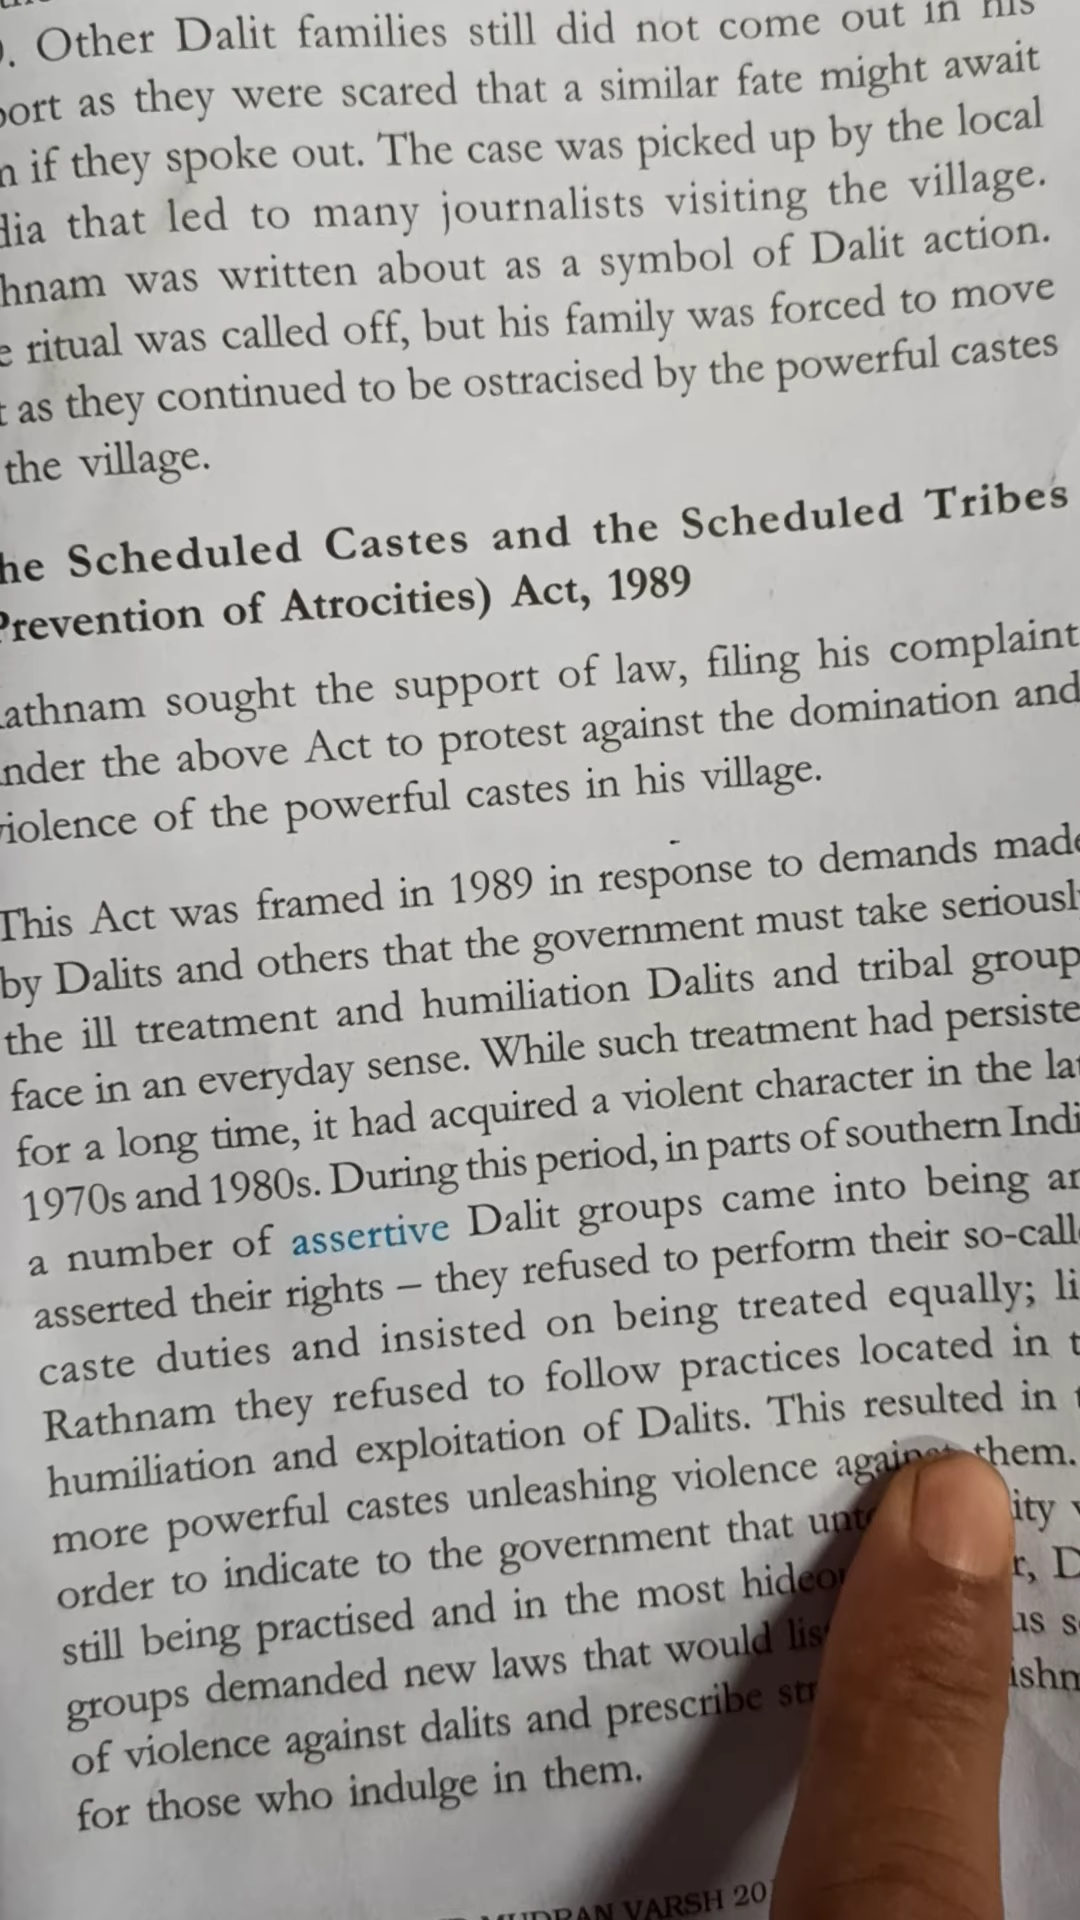 . Other Dalit families still did not come out in his
as they were scared that a similar fate might await
if they spoke out. The case was picked up by the local
that led to many journalists visiting the village.
was written about as a symbol of Dalit action.
ritual was called off, but his family was forced to move
as they continued to be ostracised by the powerful castes
the village.
he Scheduled Castes and the Scheduled Tribes
Prevention of Atrocities) Act, 1989
athnam sought the support of law, filing his complaint
nder the above Act to protest against the domination and
violence of the powerful castes in his village.
This Act was framed in 1989 in response to demands made
by Dalits and others that the government must take seriousl
the ill treatment and humiliation Dalits and tribal group
face in an everyday sense. While such treatment had persiste
for a long time, it had acquired a violent character in the la
1970s and 1980s. During this period, in parts of southern Indi
a number of assertive Dalit groups came into being an
asserted their rights – they refused to perform their so-call
caste duties and insisted on being treated equally; li
Rathnam they refused to follow practices located in t
humiliation and exploitation of Dalits. This resulted in
more powerful castes unleashing violence against them.
order to indicate to the government that unto ity
still being practised and in the most hideo r, D
groups demanded new laws that would lis us s
of violence against dalits and prescribe str ishm
for those who indulge in them.
MUDRAN VARSH 20